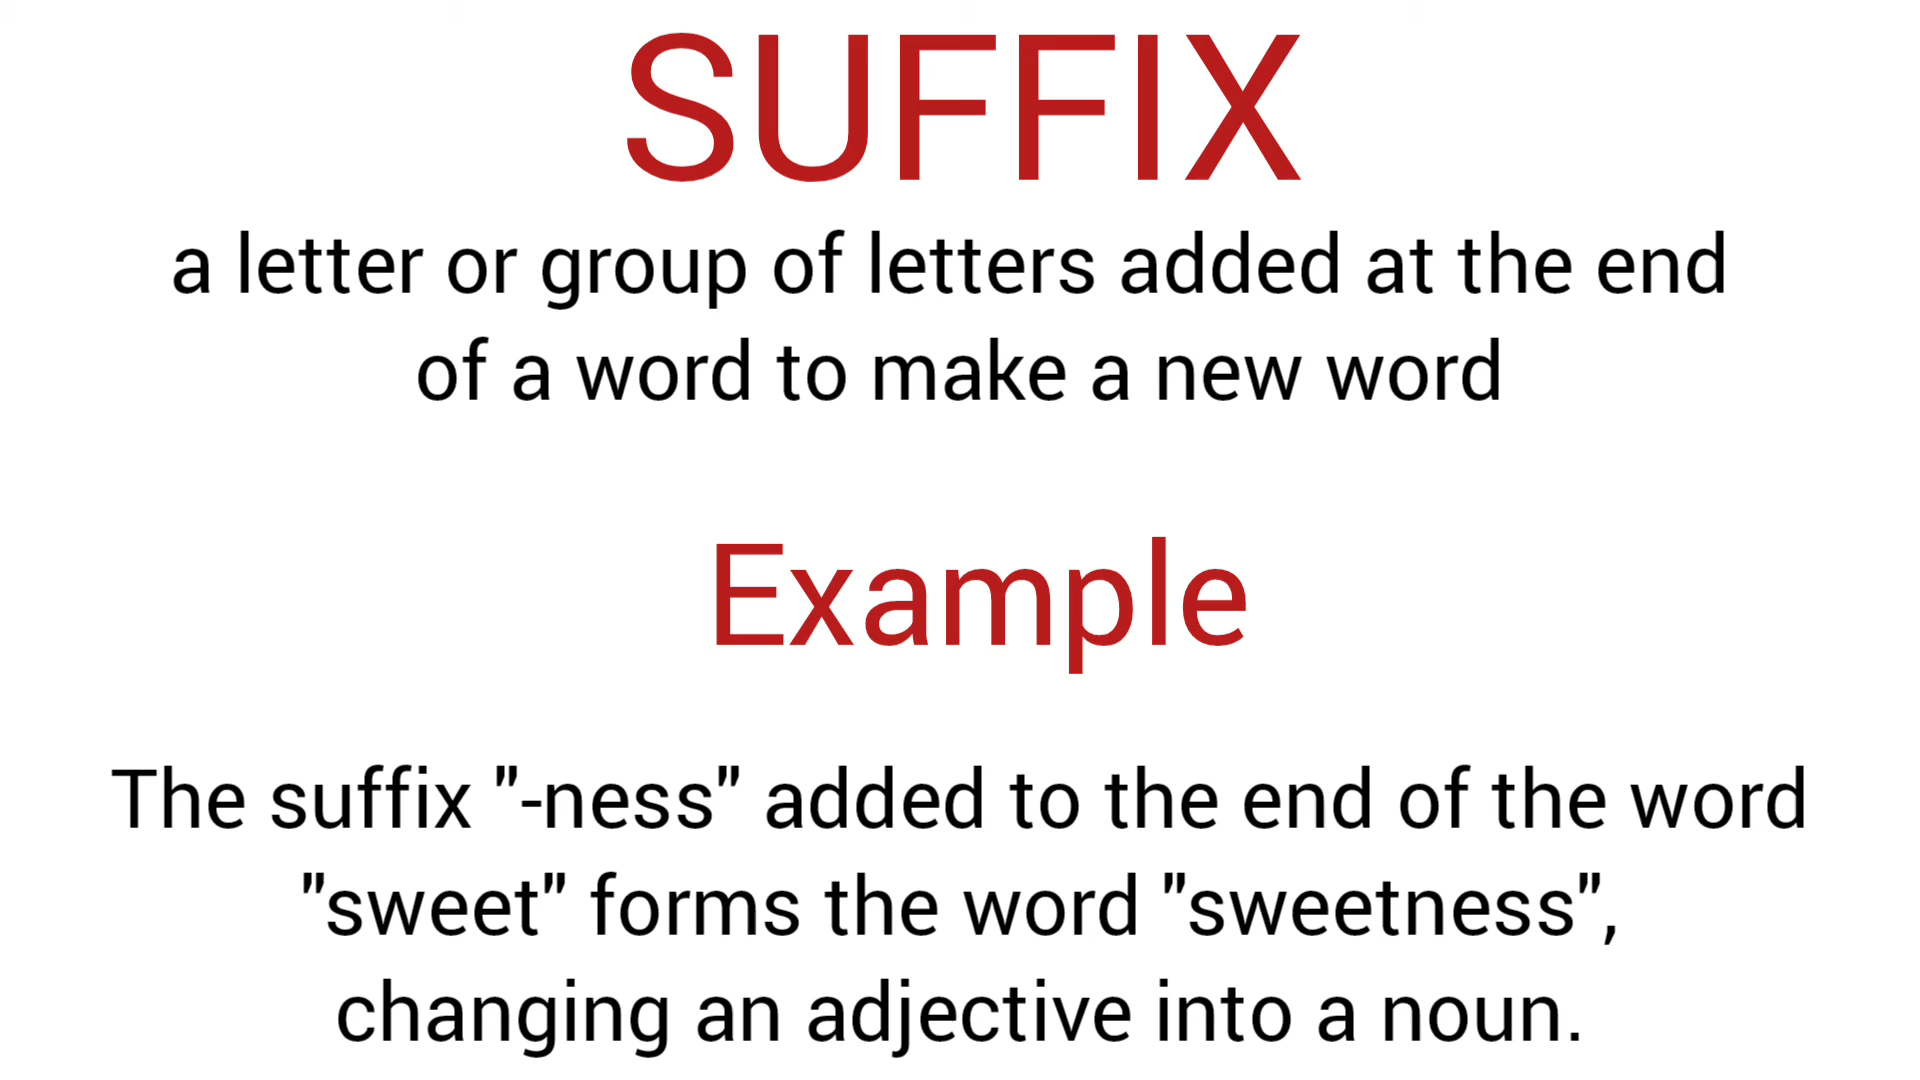 SUFFIX
a letter or group of letters added at the end
of a word to make a new word
Example
The suffix "-ness" added to the end of the word
"sweet" forms the word "sweetness",
changing an adjective into a noun.